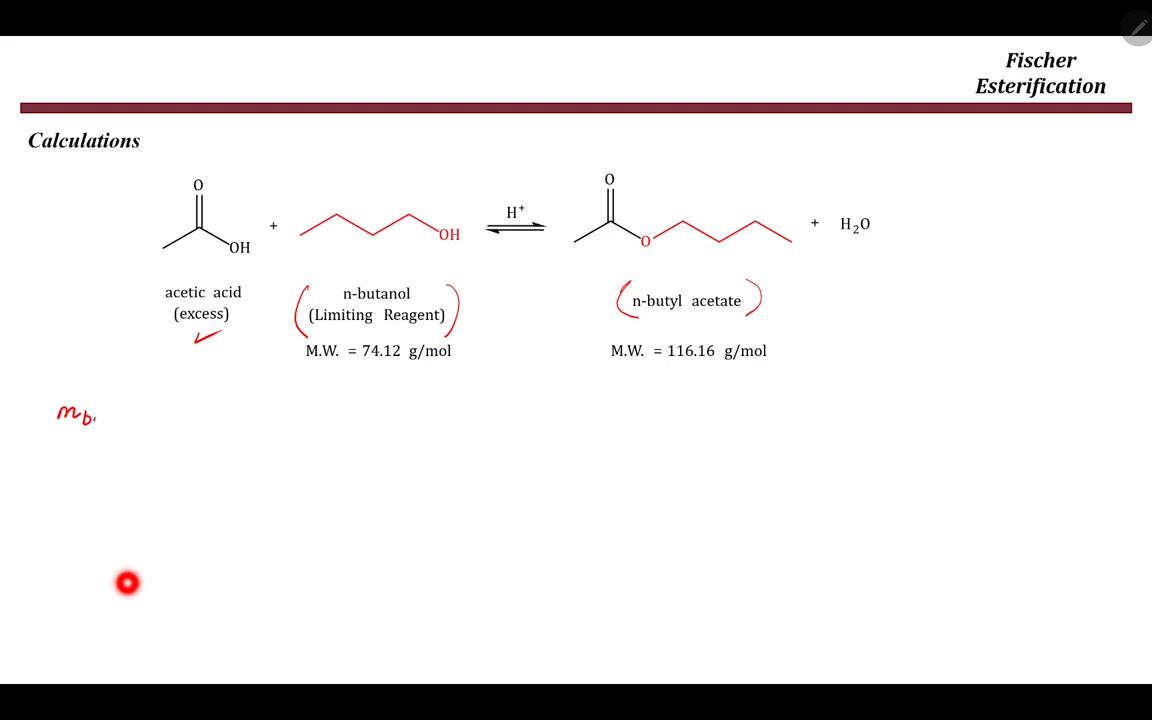 Fischer
Esterification
Calculations
O
OH
+
OH
H⁺
O
O
+ H₂O
acetic acid
(excess)
n-butanol
(Limiting Reagent)
n-butyl acetate
M.W. = 74.12 g/mol
M.W. = 116.16 g/mol
m_b.